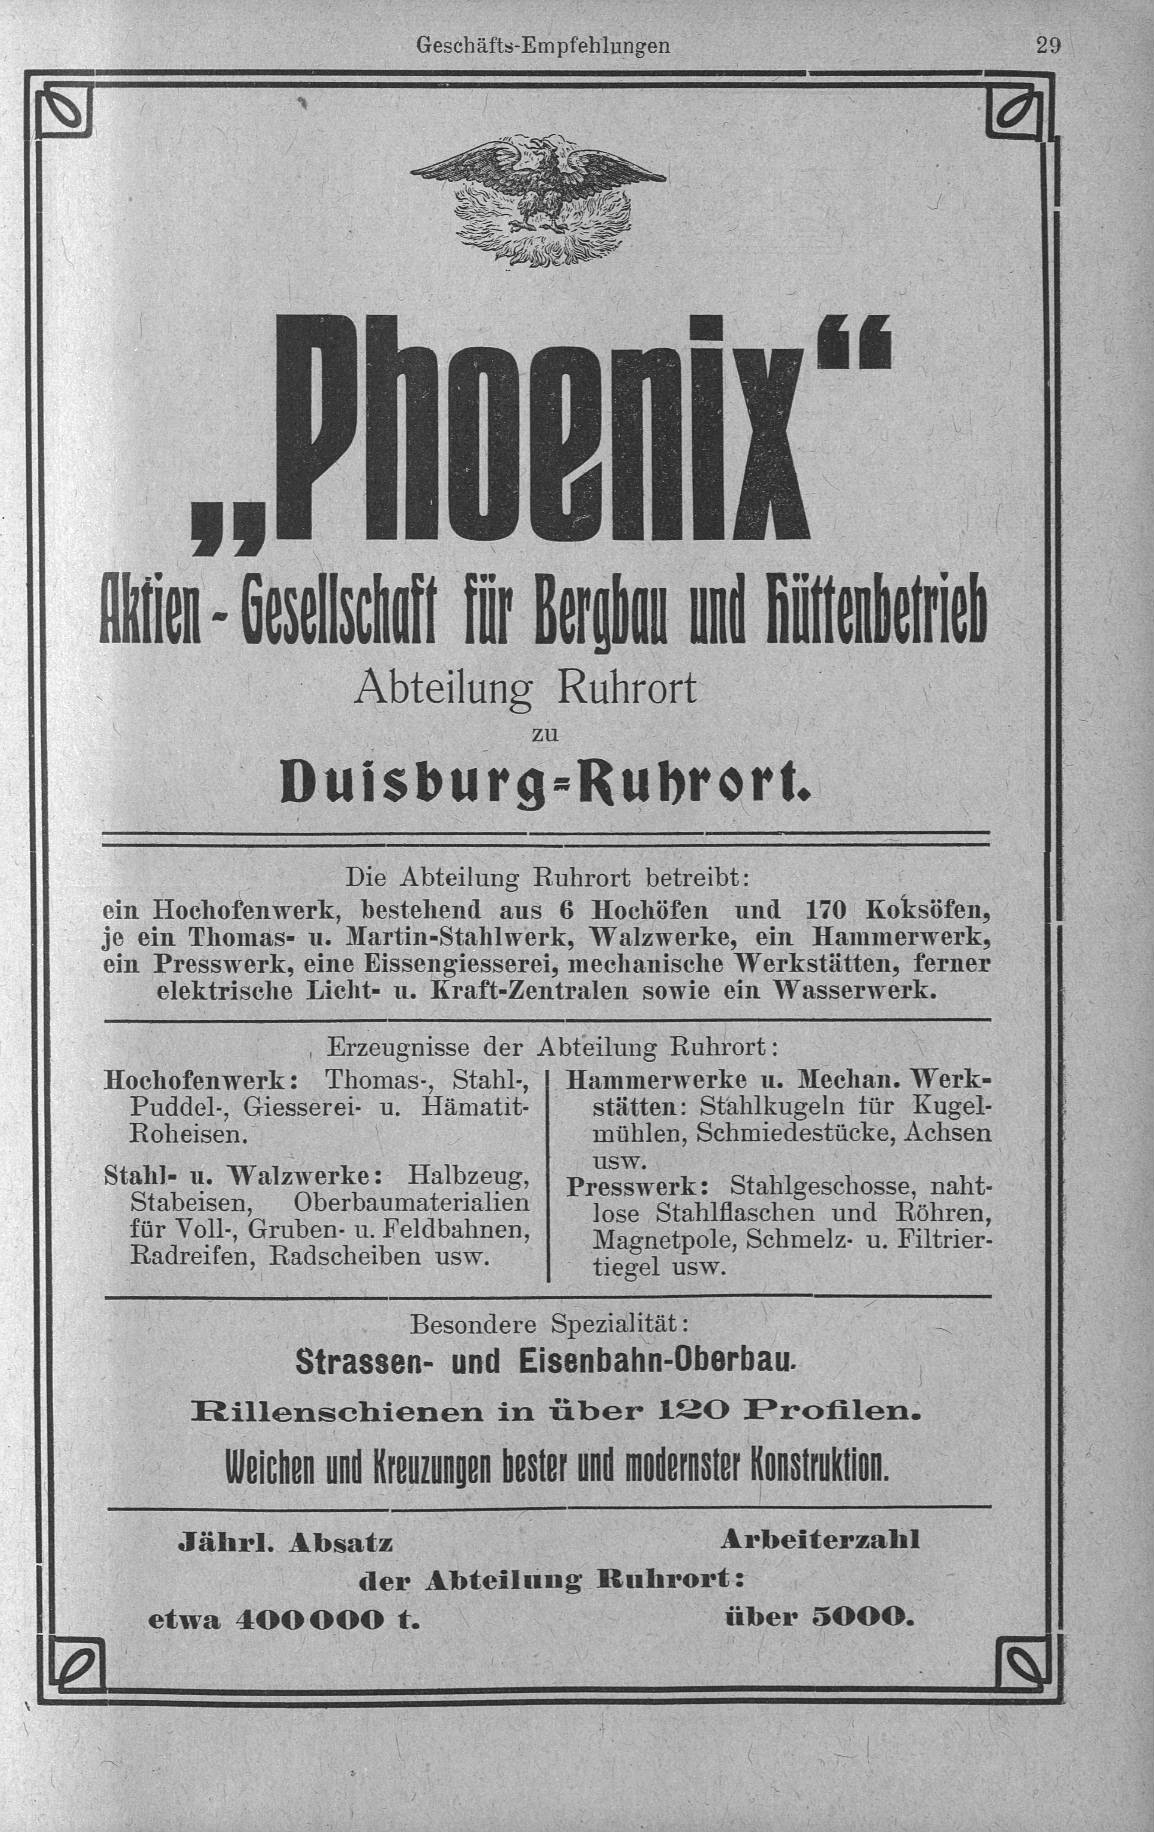 Geschäfts-Empfehlungen 29
„Phoenix“
Aktien-Gesellschaft für Bergbau und Hüttenbetrieb
Abteilung Ruhrort
zu
Duisburg-Ruhrort.
Die Abteilung Ruhrort betreibt:
ein Hochofenwerk, bestehend aus 6 Hochöfen und 170 Koksöfen,
je ein Thomas- u. Martin-Stahlwerk, Walzwerke, ein Hammerwerk,
ein Presswerk, eine Eissengiesserei, mechanische Werkstätten, ferner
elektrische Licht- u. Kraft-Zentralen sowie ein Wasserwerk.
Erzeugnisse der Abteilung Ruhrort:
Hochofenwerk: Thomas-, Stahl-,
Puddel-, Giesserei- u. Hämatit-
Roheisen.
Stahl- u. Walzwerke: Halbzeug,
Stabeisen, Oberbaumaterialien
für Voll-, Gruben- u. Feldbahnen,
Radreifen, Radscheiben usw.
Hammerwerke u. Mechan. Werk-
stätten: Stahlkugeln für Kugel-
mühlen, Schmiedestücke, Achsen
usw.
Presswerk: Stahlgeschosse, naht-
lose Stahlflaschen und Röhren,
Magnetpole, Schmelz- u. Filtrier-
tiegel usw.
Besondere Spezialität:
Strassen- und Eisenbahn-Oberbau.
Rillenschienen in über 120 Profilen.
Weichen und Kreuzungen bester und modernster Konstruktion.
Jährl. Absatz Arbeiterzahl
der Abteilung Ruhrort:
etwa 400000 t. über 5000.